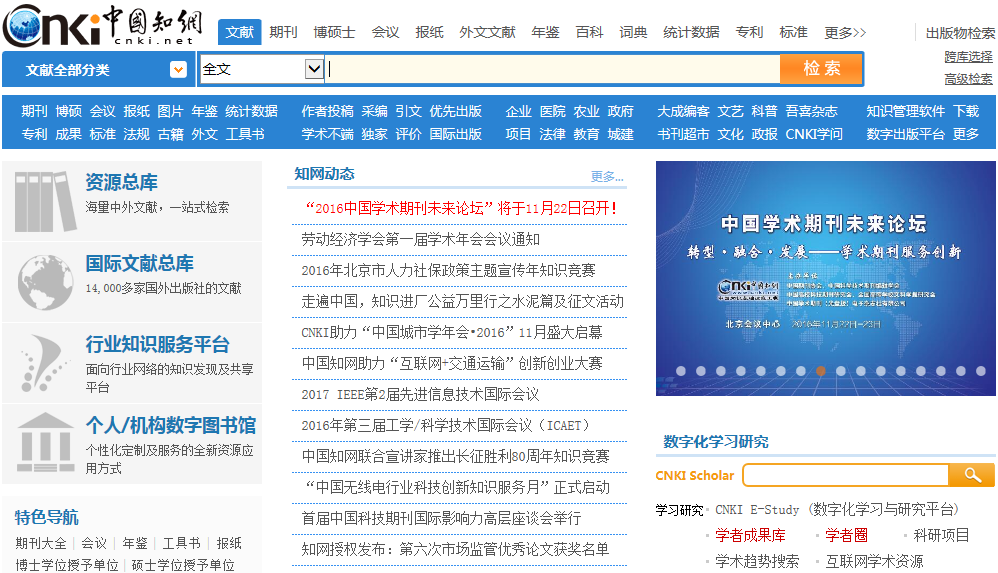 CNKI中国知网
cnki.net
文献 期刊 博硕士 会议 报纸 外文文献 年鉴 百科 词典 统计数据 专利 标准 更多>>
出版物检索
文献全部分类 全文 检索
跨库选择
高级检索
期刊 博硕 会议 报纸 图片 年鉴 统计数据 作者投稿 采编 引文 优先出版 企业 医院 农业 政府 大成编客 文艺 科普 吾喜杂志 知识管理软件 下载
专利 成果 标准 法规 古籍 外文 工具书 学术不端 独家 评价 国际出版 项目 法律 教育 城建 书刊超市 文化 政报 CNKI学问 数字出版平台 更多
资源总库
海量中外文献，一站式检索
国际文献总库
14,000多家国外出版社的文献
行业知识服务平台
面向行业网络的知识发现及共享
平台
个人/机构数字图书馆
个性化定制及服务的全新资源应
用方式
特色导航
期刊大全 | 会议 | 年鉴 | 工具书 | 报纸
博士学位授予单位 | 硕士学位授予单位
知网动态 更多...
“2016中国学术期刊未来论坛”将于11月22日召开！
劳动经济学会第一届学术年会会议通知
2016年北京市人力社保政策主题宣传年知识竞赛
走遍中国，知识进厂公益万里行之水泥篇及征文活动
CNKI助力“中国城市学年会•2016”11月盛大启幕
中国知网助力“互联网+交通运输”创新创业大赛
2017 IEEE第2届先进信息技术国际会议
2016年第三届工学/科学技术国际会议（ICAET）
中国知网联合宣讲家推出长征胜利80周年知识竞赛
“中国无线电行业科技创新知识服务月”正式启动
首届中国科技期刊国际影响力高层座谈会举行
知网授权发布：第六次市场监管优秀论文获奖名单
中国学术期刊未来论坛
转型·融合·发展——学术期刊服务创新
主办单位
CNKI中国知网
北京会议中心 2016年11月22日-23日
数字化学习研究
CNKI Scholar
学习研究 CNKI E-Study (数字化学习与研究平台)
学者成果库 学者圈 科研项目
学术趋势搜索 互联网学术资源